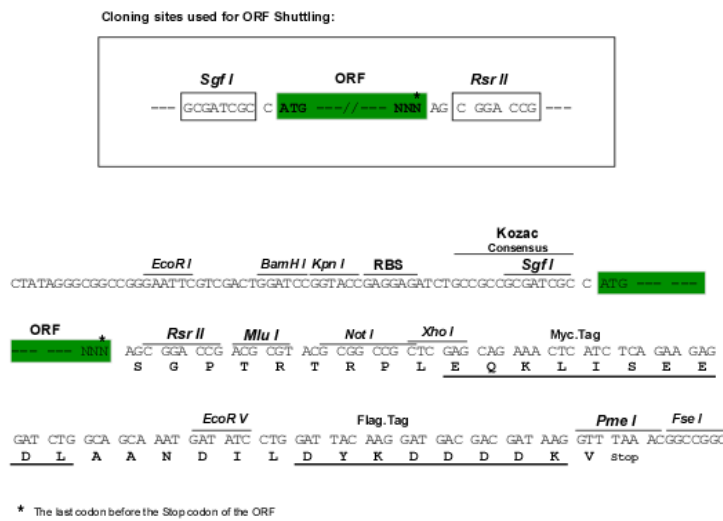 Cloning sites used for ORF Shuttling:
Sgf I ORF Rsr II
*
--- GCGATCGC C ATG ---//--- NNN AG C GGA CCG ---
Kozac
Consensus
EcoR I BamH I Kpn I RBS Sgf I
CTATAGGGCGGCCGGGAATTCGTCGACTGGATCCGGTACCGAGGAGATCTGCCGCCGCGATCGC C ATG --- ---
ORF
* Rsr II Mlu I Not I Xho I Myc.Tag
--- --- NNN AGC GGA CCG ACG CGT ACG CGG CCG CTC GAG CAG AAA CTC ATC TCA GAA GAG
S G P T R T R P L E Q K L I S E E
EcoR V Flag.Tag Pme I Fse I
GAT CTG GCA GCA AAT GAT ATC CTG GAT TAC AAG GAT GAC GAC GAT AAG GTT TAA ACGGCCGGC
D L A A N D I L D Y K D D D D K V Stop
* The last codon before the Stop codon of the ORF